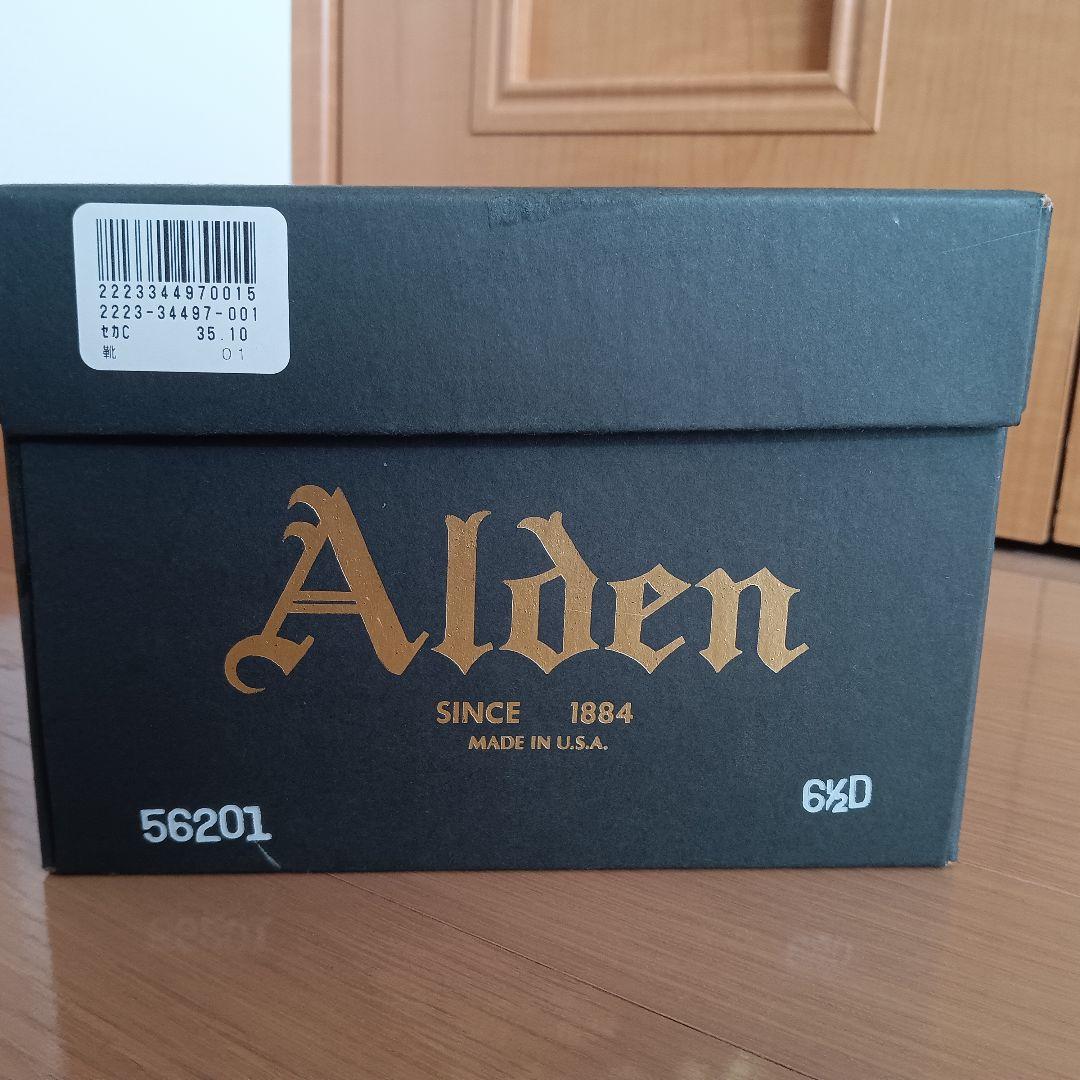 2223344970015
2223-34497-001
ｾｶC 35.10
靴 01
Alden
SINCE 1884
MADE IN U.S.A.
56201
6½D